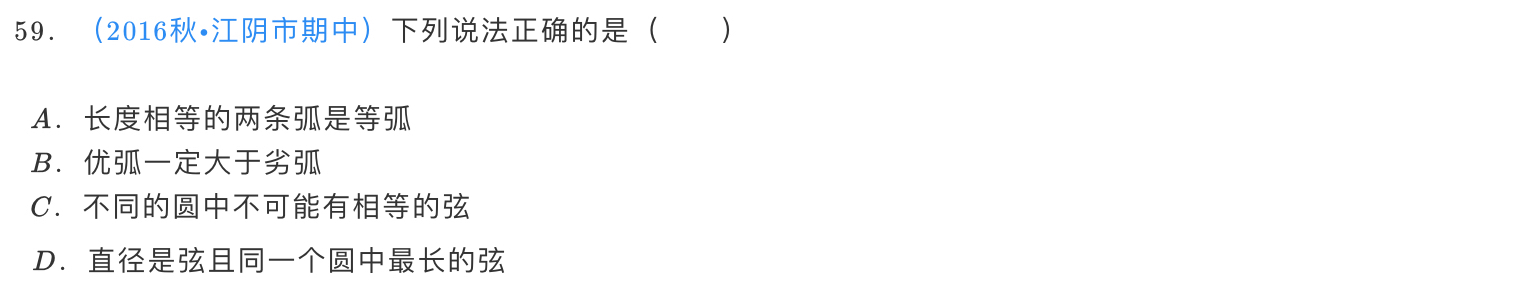 59. （2016秋•江阴市期中）下列说法正确的是（　　）
A. 长度相等的两条弧是等弧
B. 优弧一定大于劣弧
C. 不同的圆中不可能有相等的弦
D. 直径是弦且同一个圆中最长的弦